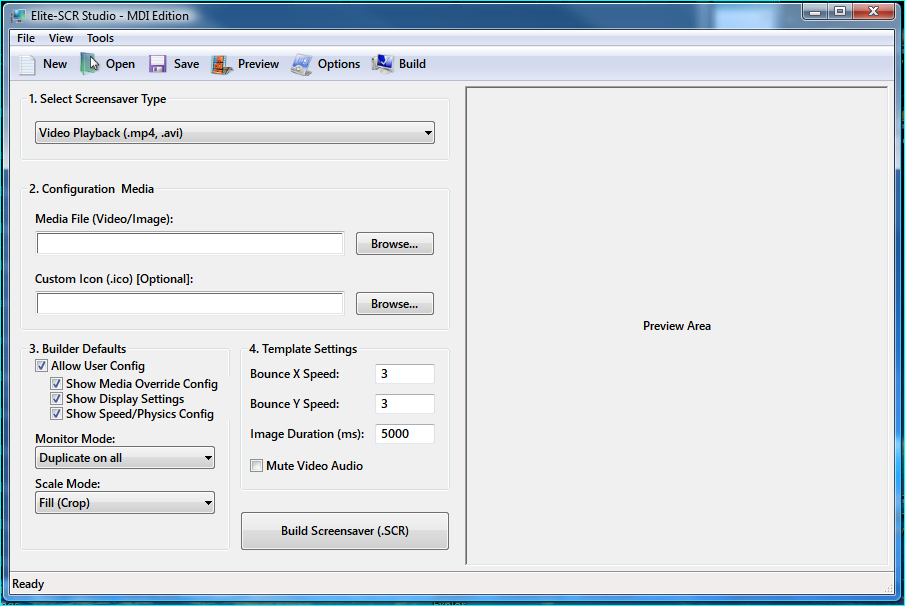 Elite-SCR Studio - MDI Edition
File View Tools
New Open Save Preview Options Build
1. Select Screensaver Type
Video Playback (.mp4, .avi)
2. Configuration Media
Media File (Video/Image):
Browse...
Custom Icon (.ico) [Optional]:
Browse...
3. Builder Defaults
Allow User Config
Show Media Override Config
Show Display Settings
Show Speed/Physics Config
Monitor Mode:
Duplicate on all
Scale Mode:
Fill (Crop)
4. Template Settings
Bounce X Speed: 3
Bounce Y Speed: 3
Image Duration (ms): 5000
Mute Video Audio
Build Screensaver (.SCR)
Preview Area
Ready